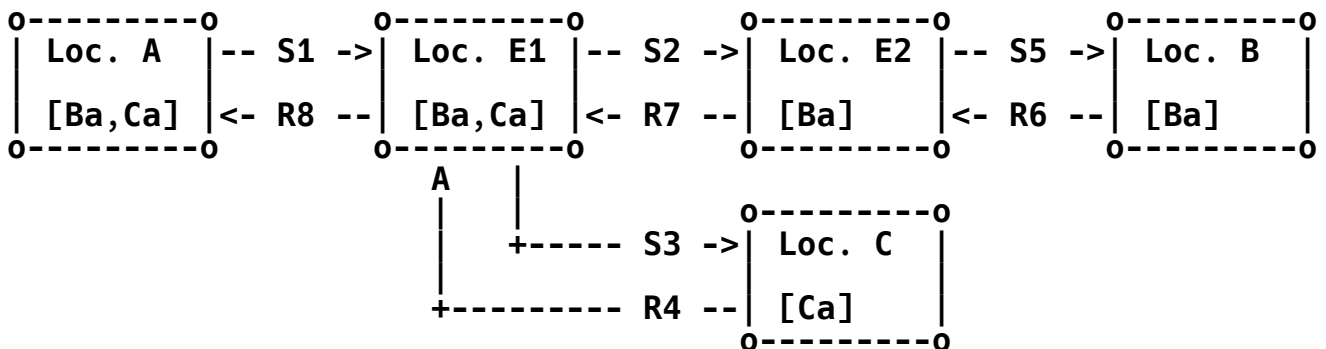 o---------o        o---------o        o---------o        o---------o
| Loc. A  |-- S1 ->| Loc. E1 |-- S2 ->| Loc. E2 |-- S5 ->| Loc. B  |
|         |        |         |        |         |        |         |
| [Ba,Ca] |<- R8 --| [Ba,Ca] |<- R7 --| [Ba]    |<- R6 --| [Ba]    |
o---------o        o---------o        o---------o        o---------o
                      A   |
                      |   |           o---------o
                      |   +----- S3 ->| Loc. C  |
                      |               |         |
                      +--------- R4 --| [Ca]    |
                                      o---------o